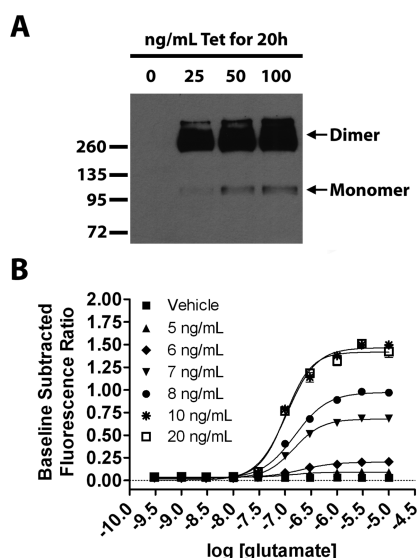 A
ng/mL Tet for 20h
0 25 50 100
260
Dimer
135
95
Monomer
72
B
Baseline Subtracted
Fluorescence Ratio
2.00
1.75
1.50
1.25
1.00
0.75
0.50
0.25
0.00
Vehicle
5 ng/mL
6 ng/mL
7 ng/mL
8 ng/mL
10 ng/mL
20 ng/mL
-10.0 -9.5 -9.0 -8.5 -8.0 -7.5 -7.0 -6.5 -6.0 -5.5 -5.0 -4.5
log [glutamate]